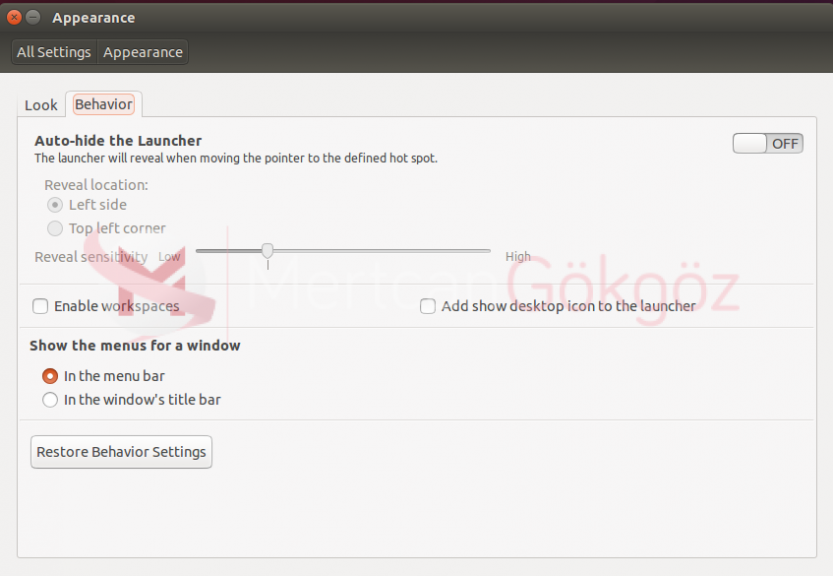 Appearance
All Settings Appearance
Look Behavior
Auto-hide the Launcher
OFF
The launcher will reveal when moving the pointer to the defined hot spot.
Reveal location:
Left side
Top left corner
Reveal sensitivity Low High
Mertcan Gökgöz
Enable workspaces Add show desktop icon to the launcher
Show the menus for a window
In the menu bar
In the window's title bar
Restore Behavior Settings